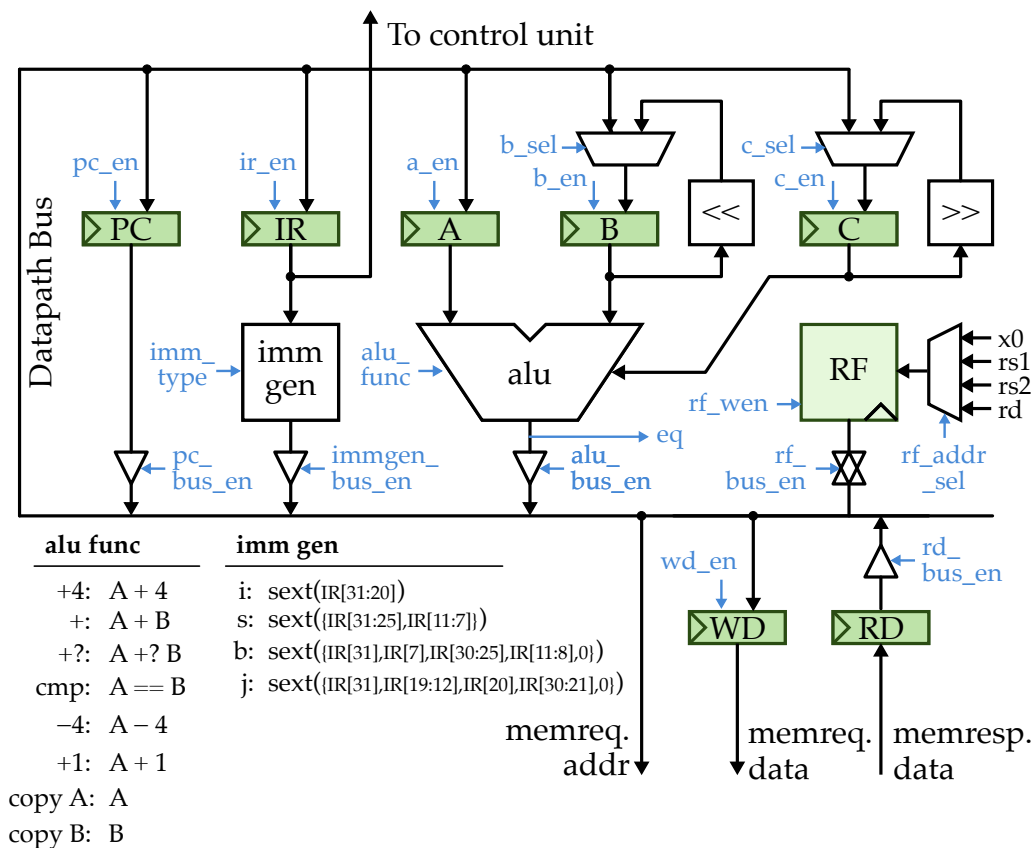 To control unit
Datapath Bus
pc_en
ir_en
a_en
b_sel
b_en
c_sel
c_en
PC
IR
A
B
<<
C
>>
imm_
type
imm
gen
alu_
func
alu
rf_wen
RF
x0
rs1
rs2
rd
eq
pc_
bus_en
immgen_
bus_en
alu_
bus_en
rf_
bus_en
rf_addr
_sel
alu func
+4: A + 4
+: A + B
+?: A +? B
cmp: A == B
−4: A − 4
+1: A + 1
copy A: A
copy B: B
imm gen
i: sext(IR[31:20])
s: sext({IR[31:25],IR[11:7]})
b: sext({IR[31],IR[7],IR[30:25],IR[11:8],0})
j: sext({IR[31],IR[19:12],IR[20],IR[30:21],0})
wd_en
rd_
bus_en
WD
RD
memreq.
addr
memreq.
data
memresp.
data